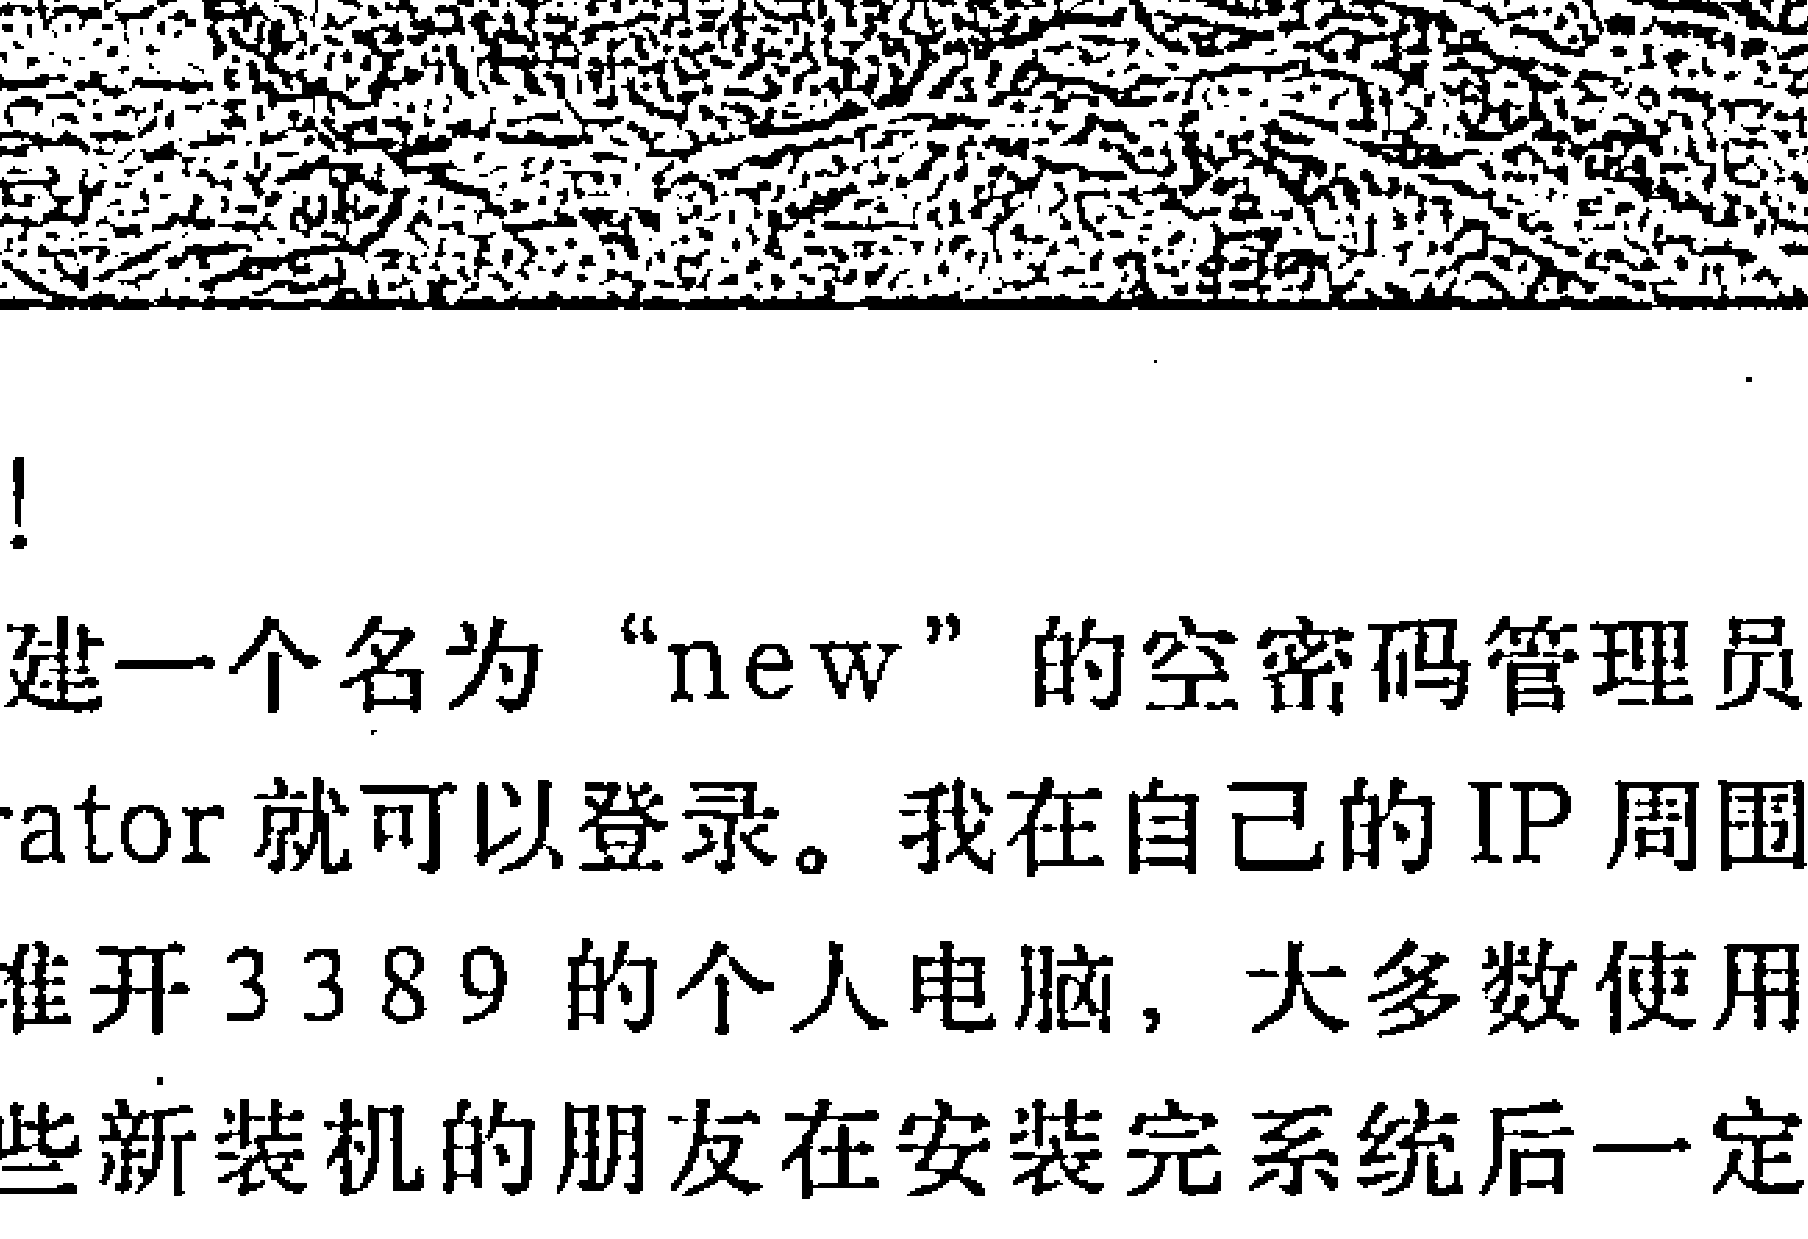 !
建一个名为“new”的空密码管理员
rator 就可以登录。我在自己的 IP 周围
准开 3389 的个人电脑，大多数使用
些新装机的朋友在安装完系统后一定